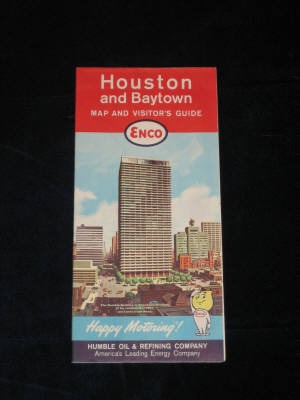 Houston
and Baytown
MAP AND VISITOR'S GUIDE
ENCO
Happy Motoring!
HUMBLE OIL & REFINING COMPANY
America's Leading Energy Company